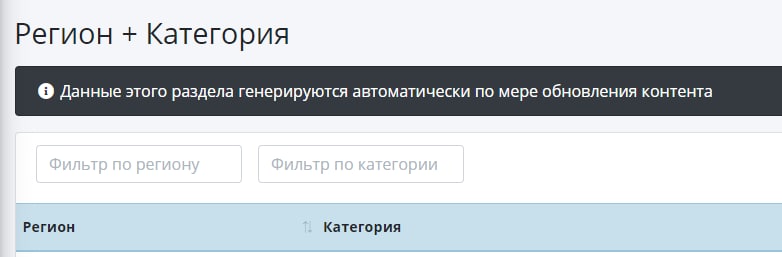 Регион + Категория
Данные этого раздела генерируются автоматически по мере обновления контента
Фильтр по региону Фильтр по категории
Регион Категория